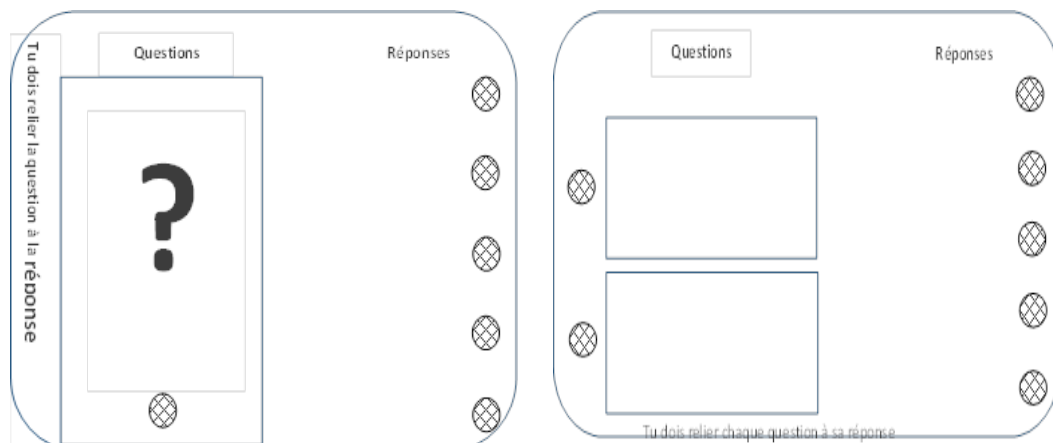 Tu dois relier la question à la réponse
Questions
Réponses
?
Questions
Réponses
Tu dois relier chaque question à sa réponse